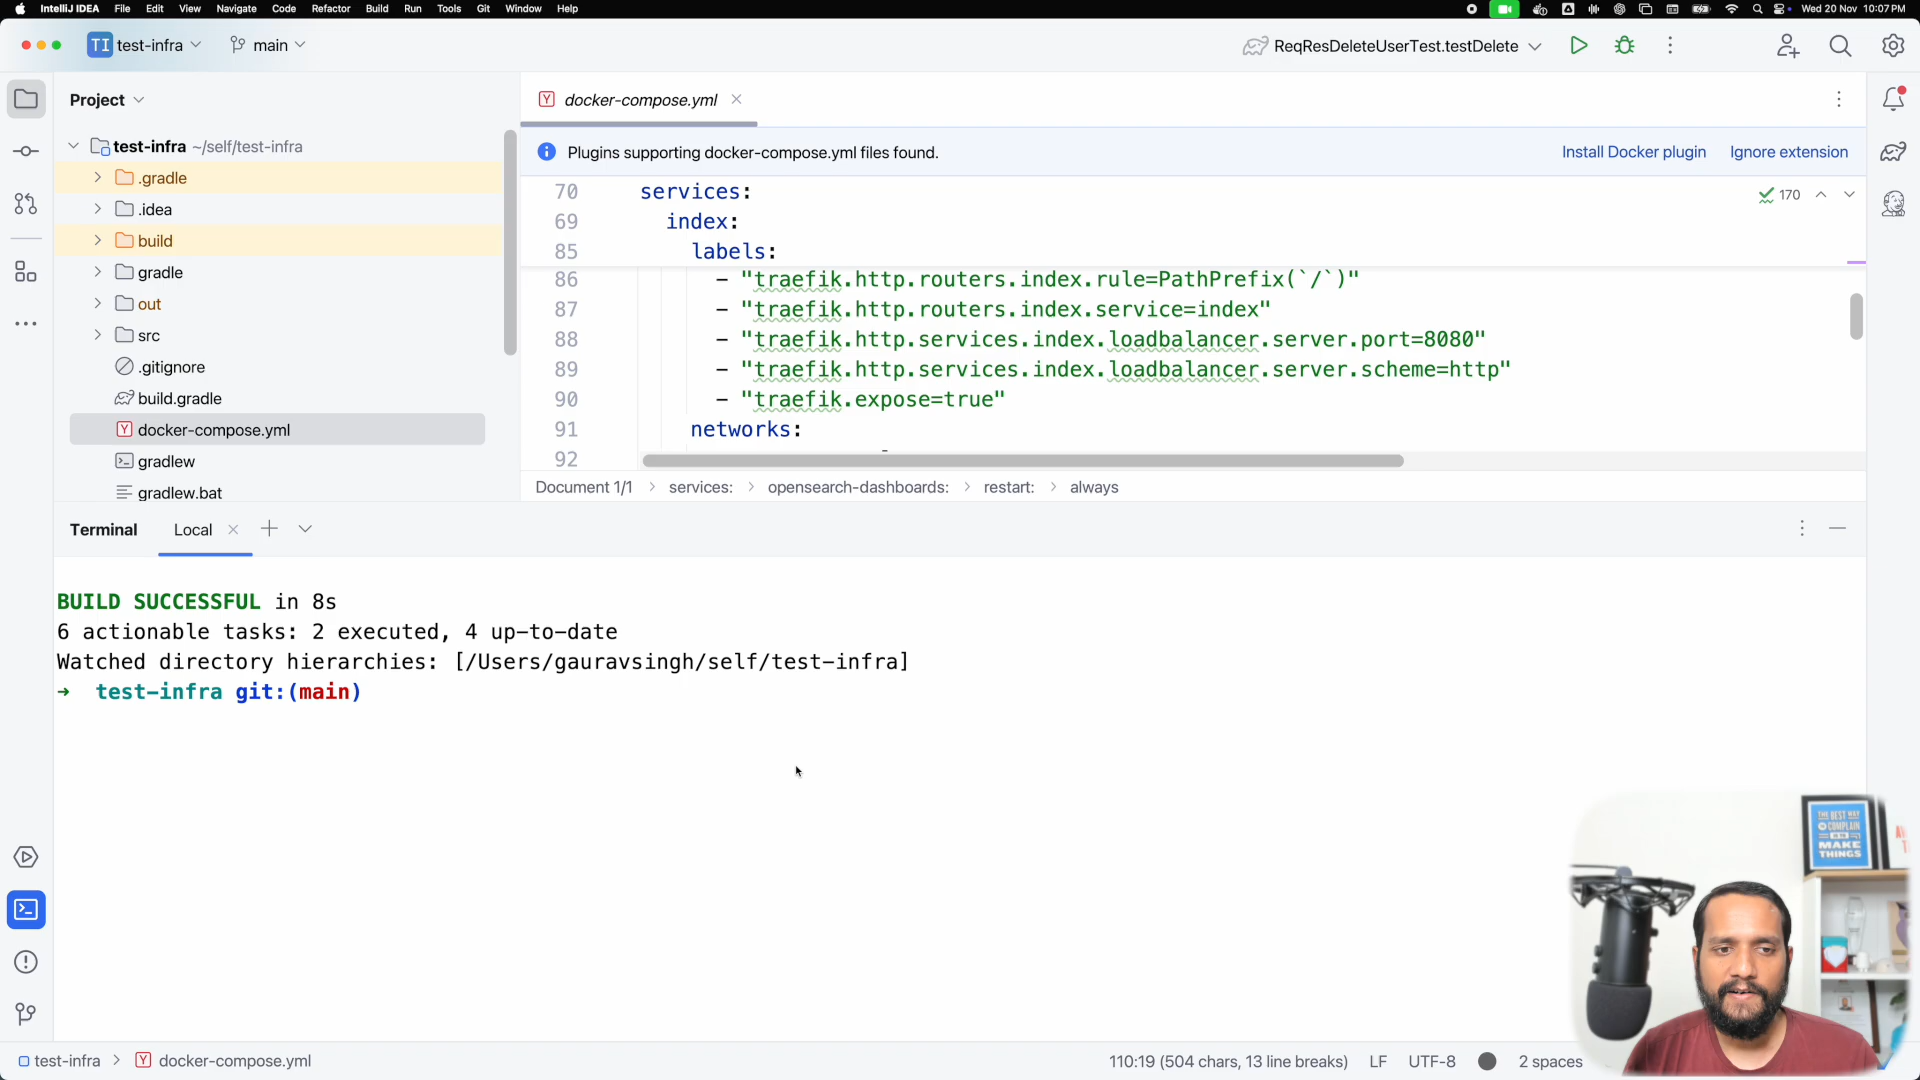 IntelliJ IDEA File Edit View Navigate Code Refactor Build Run Tools Git Window Help
Wed 20 Nov 10:07 PM
TI test-infra main
ReqResDeleteUserTest.testDelete
Project
test-infra ~/self/test-infra
.gradle
.idea
build
gradle
out
src
.gitignore
build.gradle
docker-compose.yml
gradlew
gradlew.bat
docker-compose.yml
Plugins supporting docker-compose.yml files found.
Install Docker plugin Ignore extension
170
70 services:
69 index:
85 labels:
86 - "traefik.http.routers.index.rule=PathPrefix(`/`)"
87 - "traefik.http.routers.index.service=index"
88 - "traefik.http.services.index.loadbalancer.server.port=8080"
89 - "traefik.http.services.index.loadbalancer.server.scheme=http"
90 - "traefik.expose=true"
91 networks:
92
Document 1/1 > services: > opensearch-dashboards: > restart: > always
Terminal Local
BUILD SUCCESSFUL in 8s
6 actionable tasks: 2 executed, 4 up-to-date
Watched directory hierarchies: [/Users/gauravsingh/self/test-infra]
➜ test-infra git:(main)
THE BEST WAY
COMPLAIN
MAKE
THINGS
test-infra > docker-compose.yml
110:19 (504 chars, 13 line breaks) LF UTF-8 2 spaces